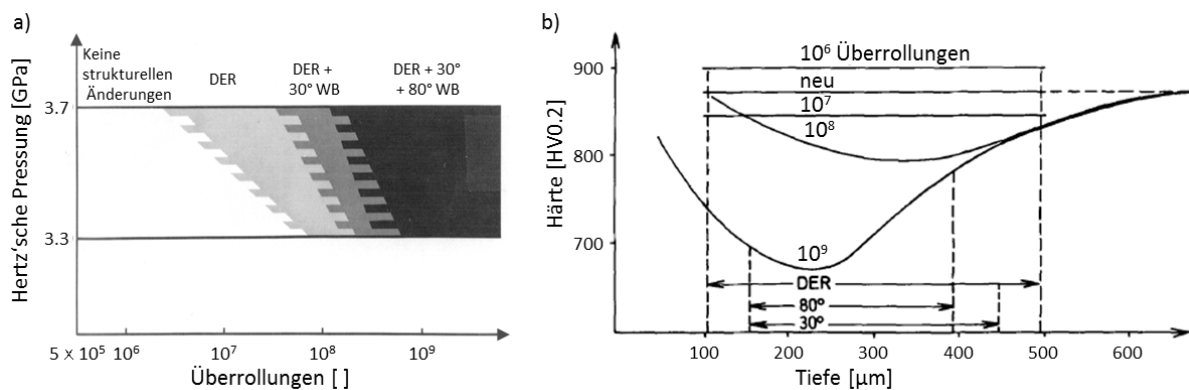 a)
Hertz‘sche Pressung [GPa]
Keine
strukturellen
Änderungen
DER
DER +
30° WB
DER + 30°
+ 80° WB
3.7
3.3
5 x 10⁵ 10⁶ 10⁷ 10⁸ 10⁹
Überrollungen [ ]
b)
Härte [HV0.2]
900
800
700
10⁶ Überrollungen
neu
10⁷
10⁸
10⁹
DER
80°
30°
100 200 300 400 500 600
Tiefe [µm]